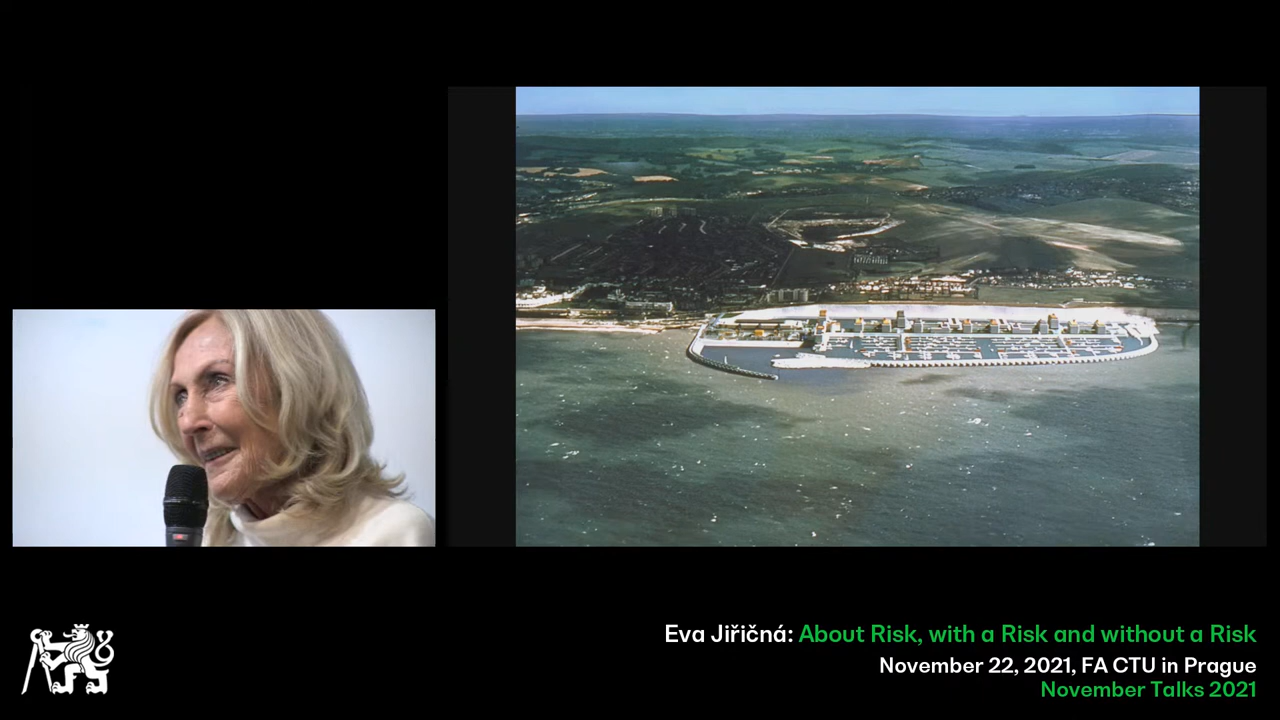 Eva Jiřičná: About Risk, with a Risk and without a Risk
November 22, 2021, FA CTU in Prague
November Talks 2021